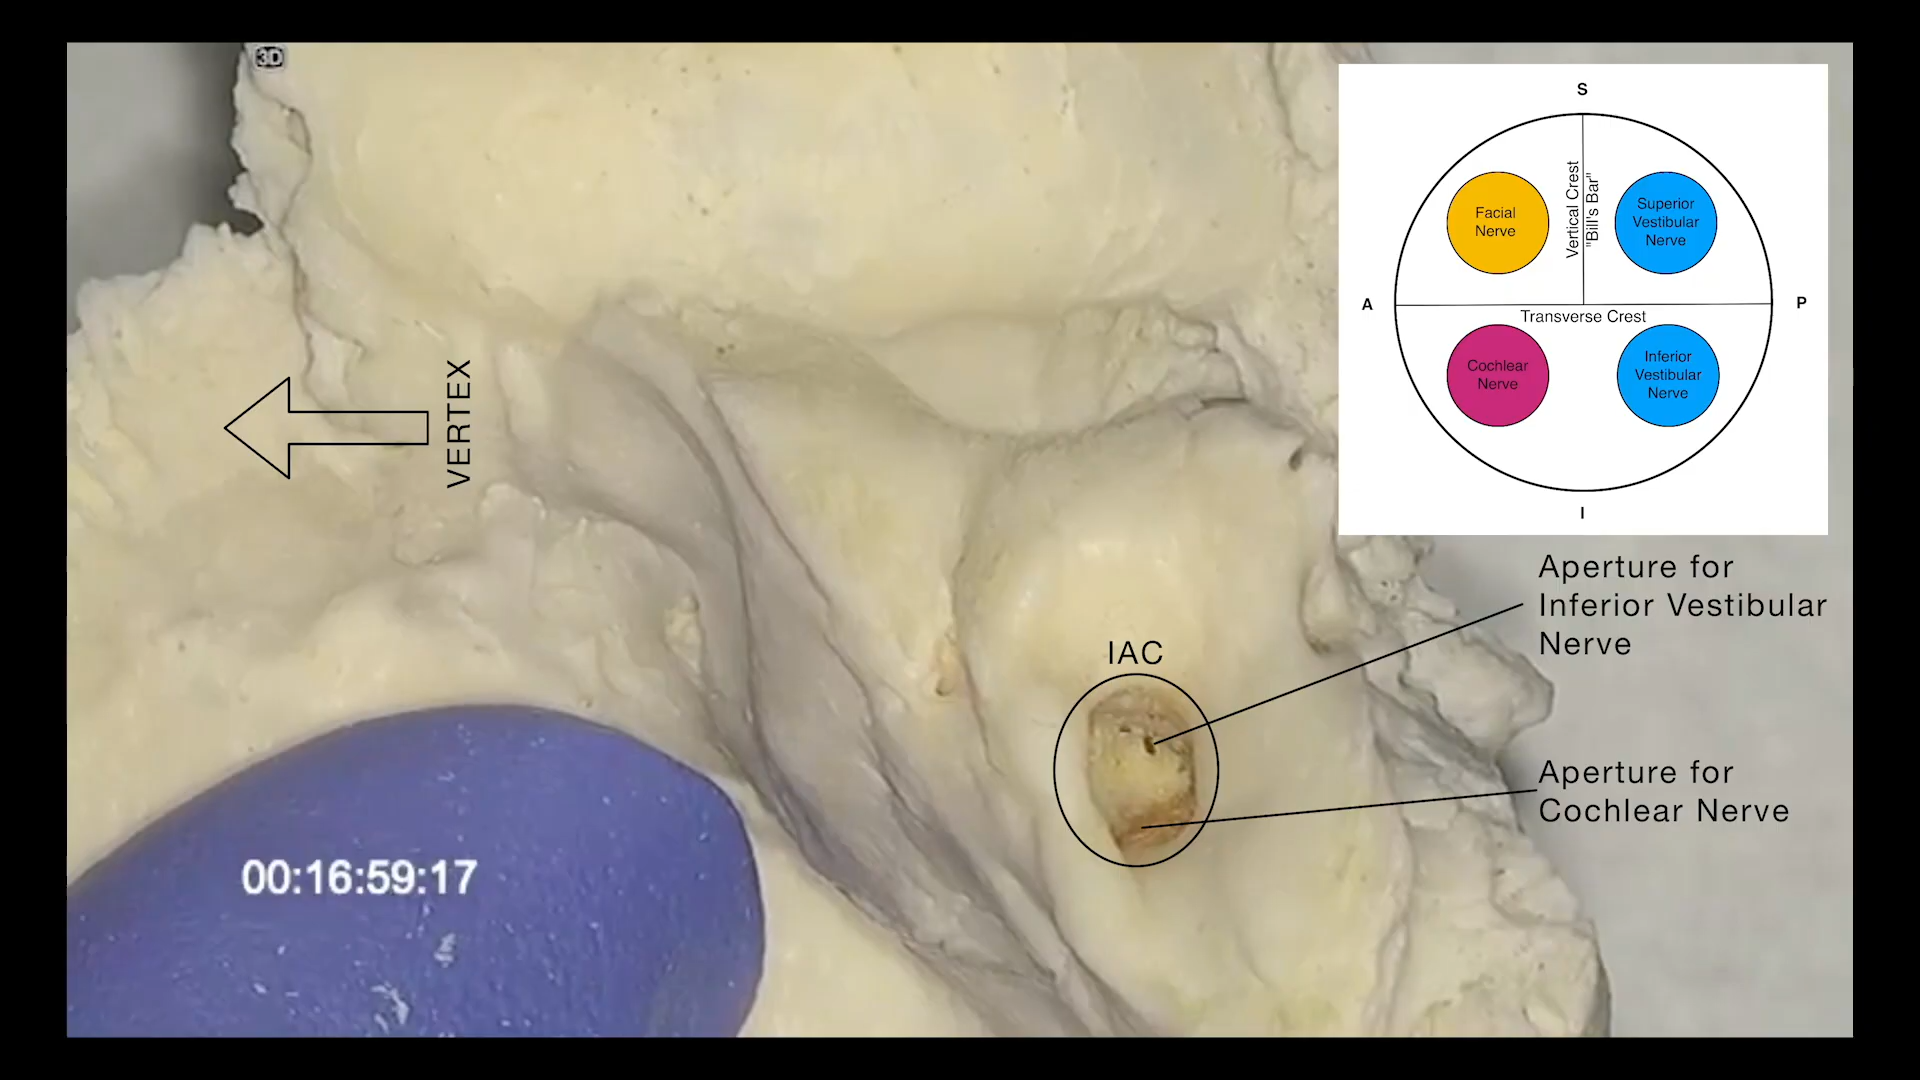 3D
VERTEX
00:16:59:17
IAC
S
A
P
I
Facial
Nerve
Vertical Crest
"Bill's Bar"
Superior
Vestibular
Nerve
Transverse Crest
Cochlear
Nerve
Inferior
Vestibular
Nerve
Aperture for
Inferior Vestibular
Nerve
Aperture for
Cochlear Nerve